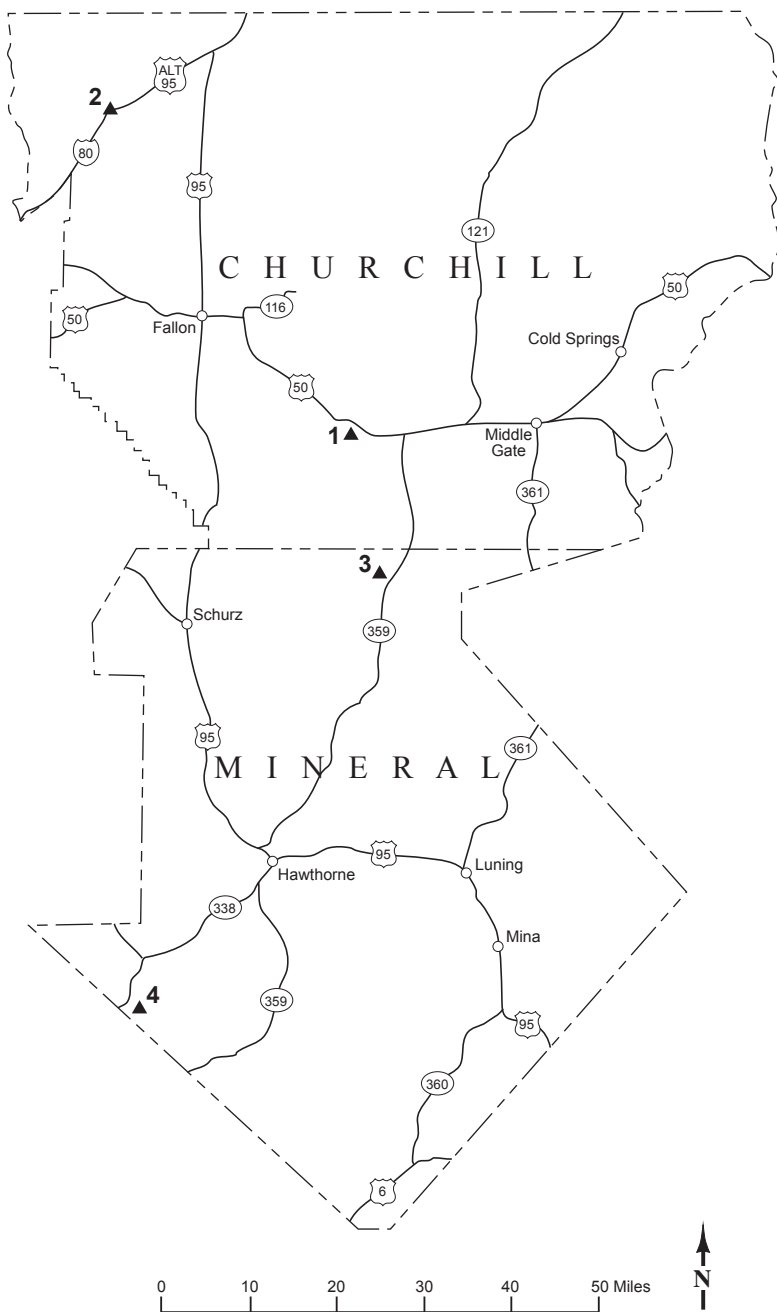 ALT
95
2
80
95
121
C H U R C H I L L
50
116
50
Fallon
Cold Springs
50
1
Middle
Gate
361
3
Schurz
359
95
361
M I N E R A L
95
Luning
Hawthorne
338
Mina
4
359
95
360
6
N
0 10 20 30 40 50 Miles